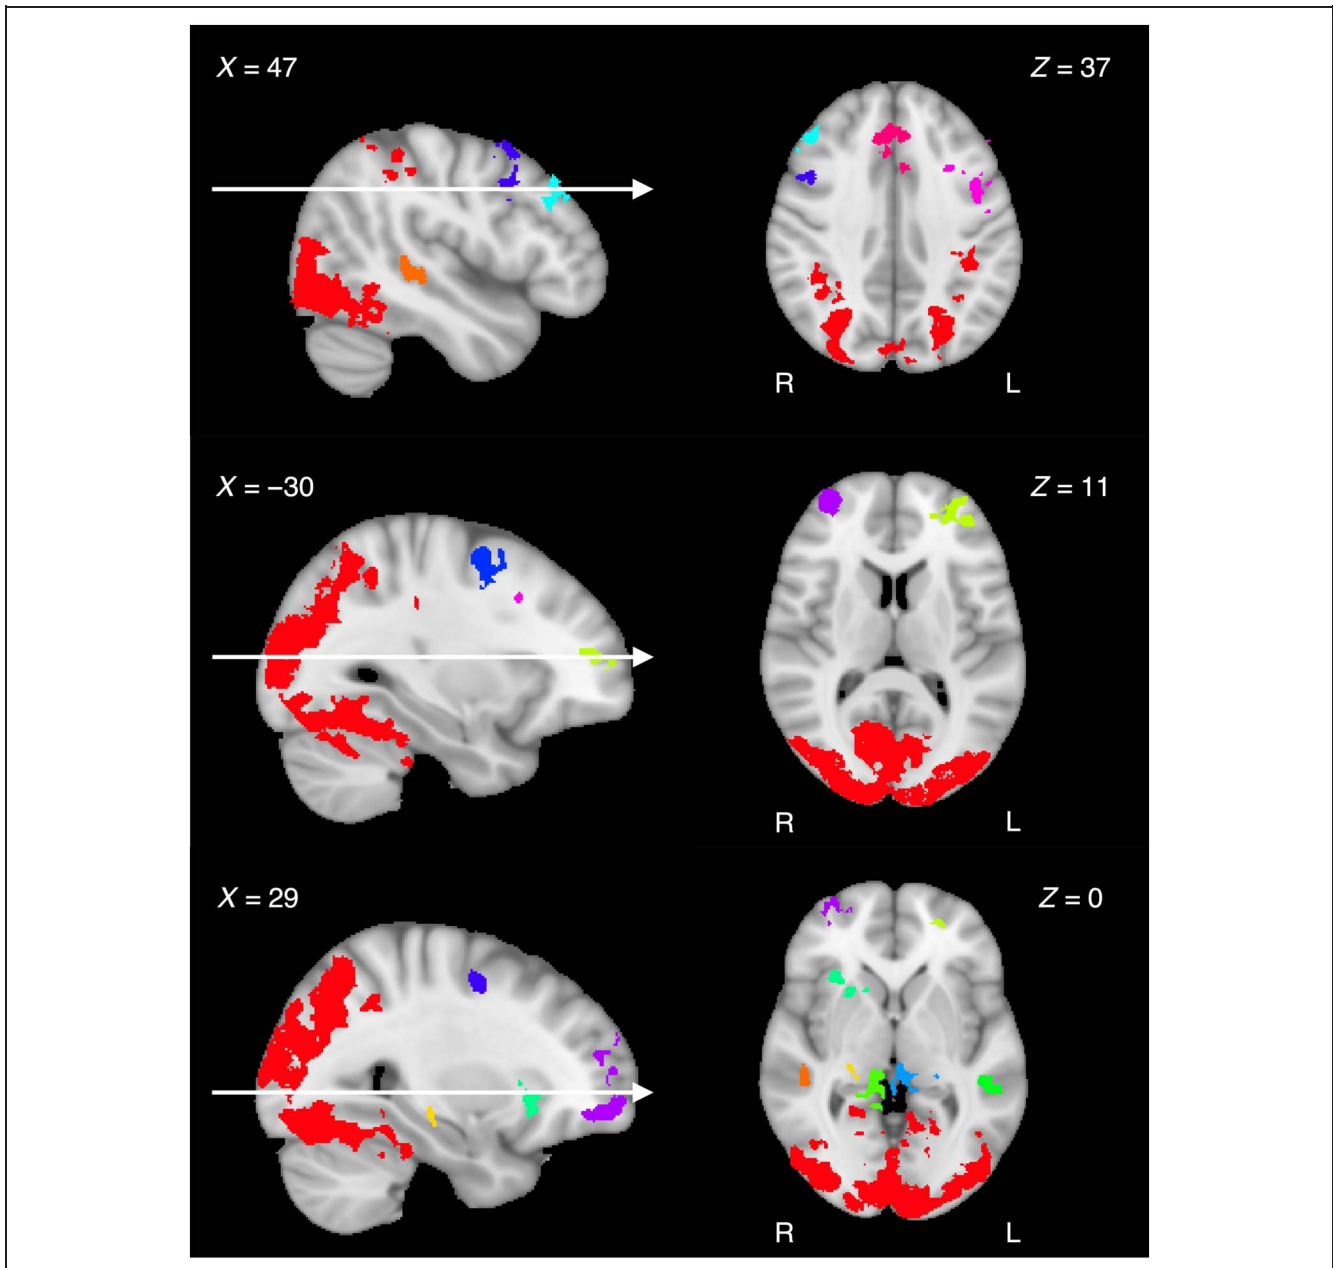 X = 47
Z = 37
R
L
X = −30
Z = 11
R
L
X = 29
Z = 0
R
L